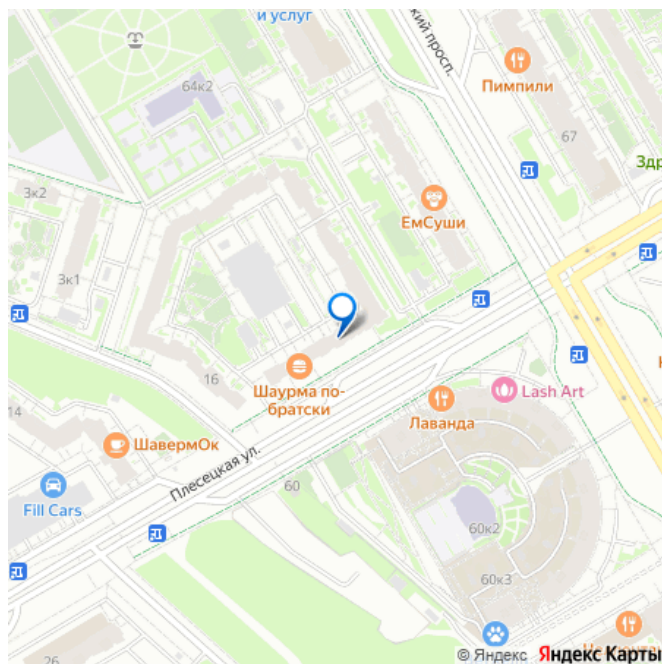 и услуг
кий просп.
Пимпили
64к2
67
Здр
3к2
ЕмСуши
3к1
16
Шаурма по-
братски
Lash Art
Лаванда
14
ШавермОк
Плесецкая ул.
60
Fill Cars
60к2
60к3
26
© Яндекс Яндекс Карты